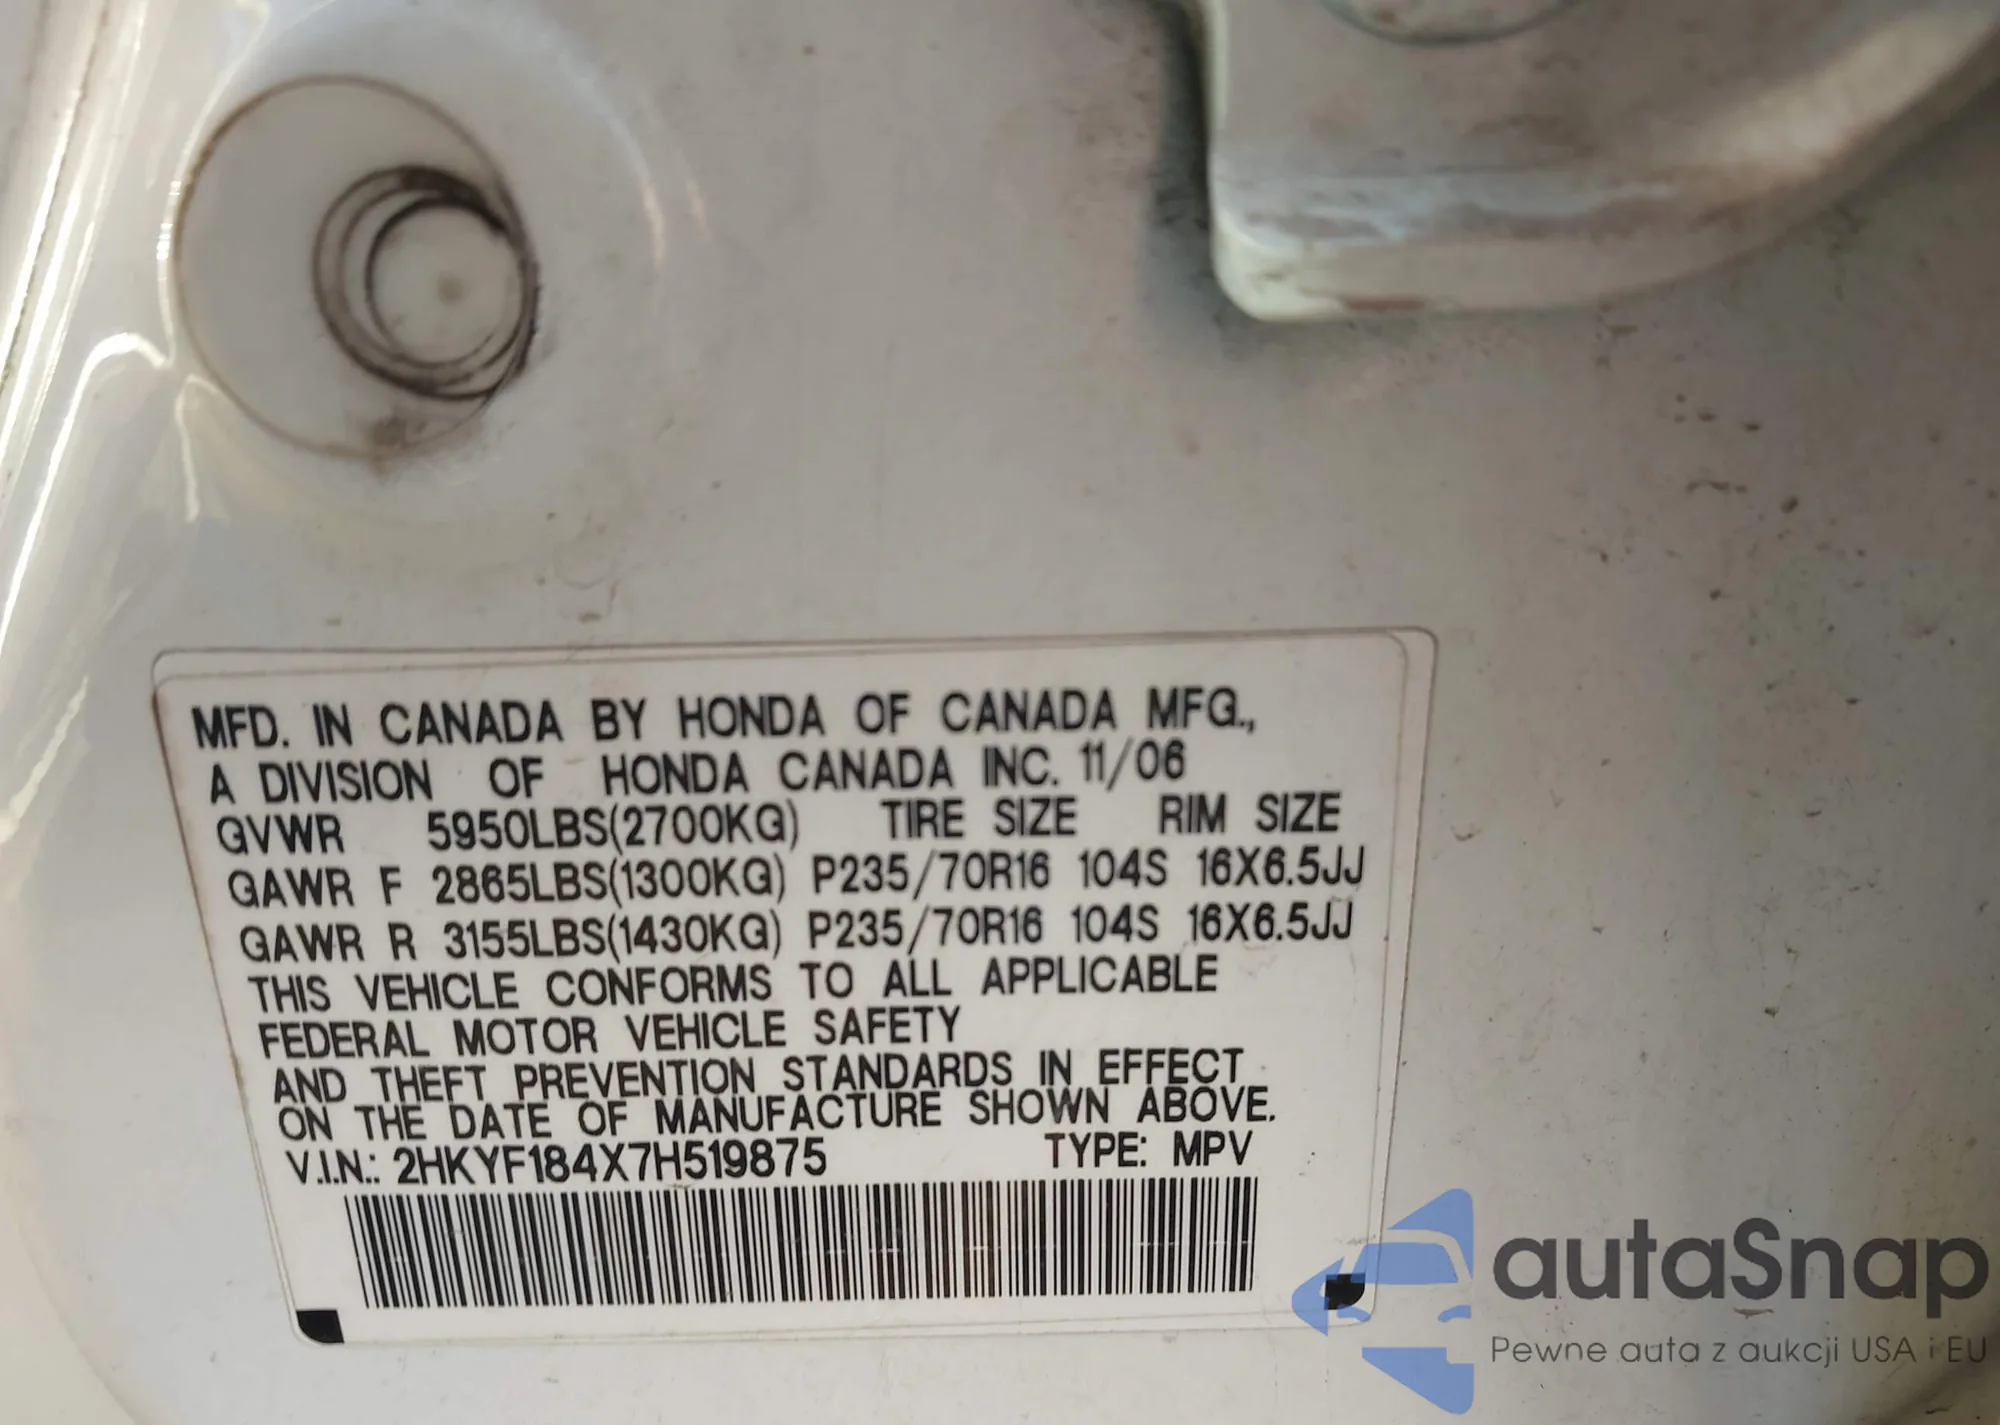 MFD. IN CANADA BY HONDA OF CANADA MFG.,
A DIVISION OF HONDA CANADA INC. 11/06
GVWR 5950LBS(2700KG) TIRE SIZE RIM SIZE
GAWR F 2865LBS(1300KG) P235/70R16 104S 16X6.5JJ
GAWR R 3155LBS(1430KG) P235/70R16 104S 16X6.5JJ
THIS VEHICLE CONFORMS TO ALL APPLICABLE
FEDERAL MOTOR VEHICLE SAFETY
AND THEFT PREVENTION STANDARDS IN EFFECT
ON THE DATE OF MANUFACTURE SHOWN ABOVE.
V.I.N.: 2HKYF184X7H519875 TYPE: MPV
autaSnap
Pewne auta z aukcji USA i EU